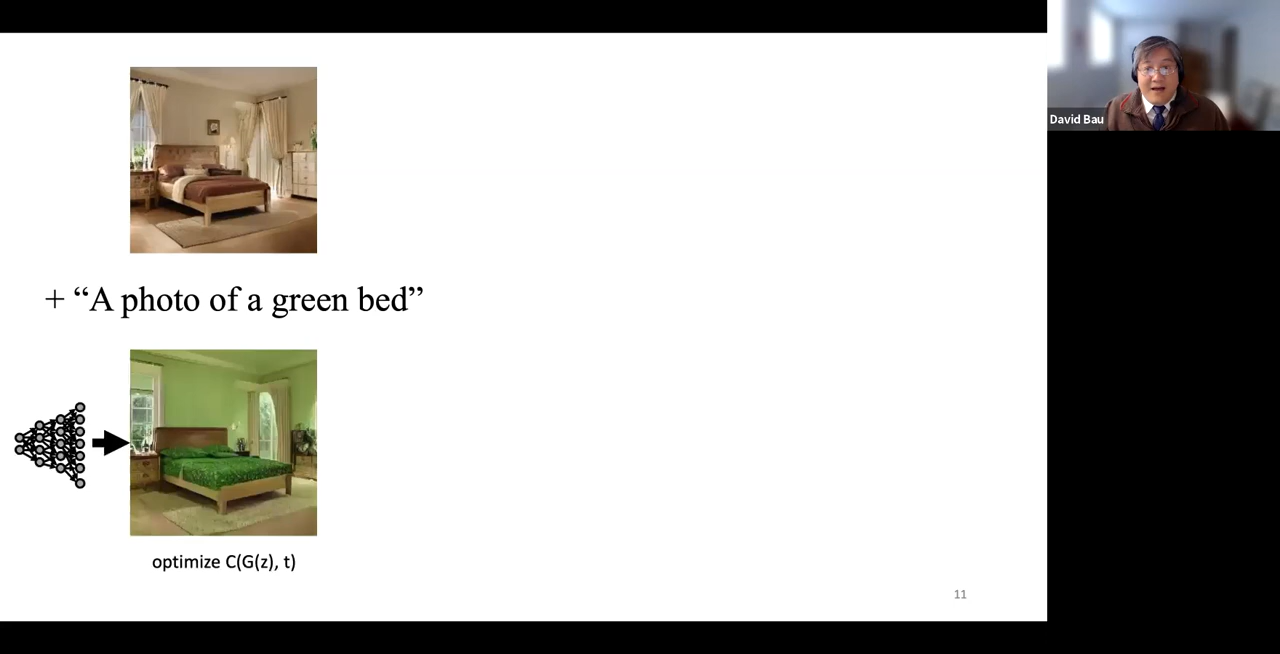 David Bau
+ “A photo of a green bed”
optimize C(G(z), t)
11